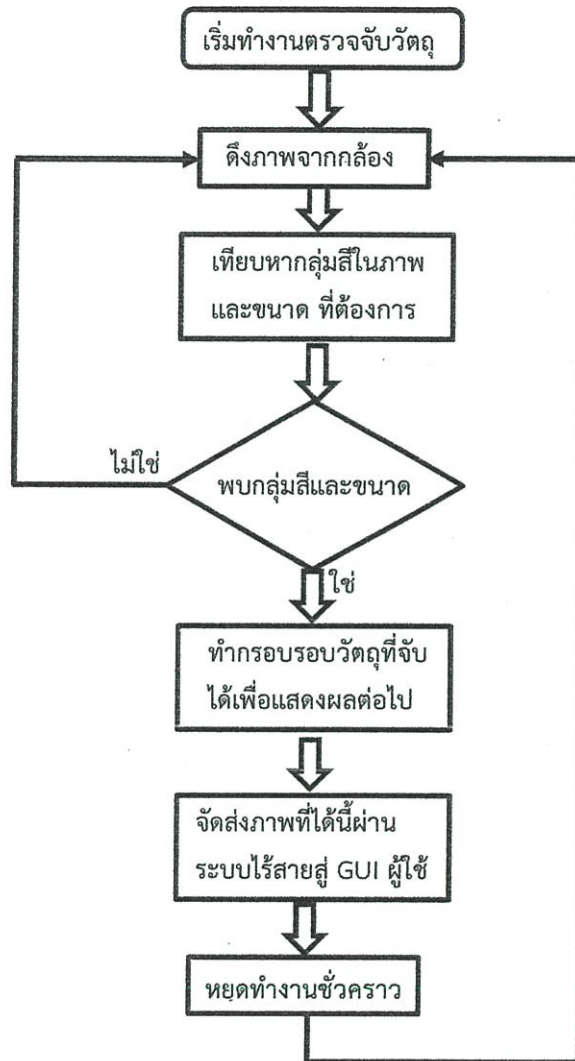 เริ่มทำงานตรวจจับวัตถุ
ดึงภาพจากกล้อง
เทียบหากลุ่มสีในภาพ
และขนาด ที่ต้องการ
ไม่ใช่
พบกลุ่มสีและขนาด
ใช่
ทำกรอบรอบวัตถุที่จับ
ได้เพื่อแสดงผลต่อไป
จัดส่งภาพที่ได้นี้ผ่าน
ระบบไร้สายสู่ GUI ผู้ใช้
หยุดทำงานชั่วคราว